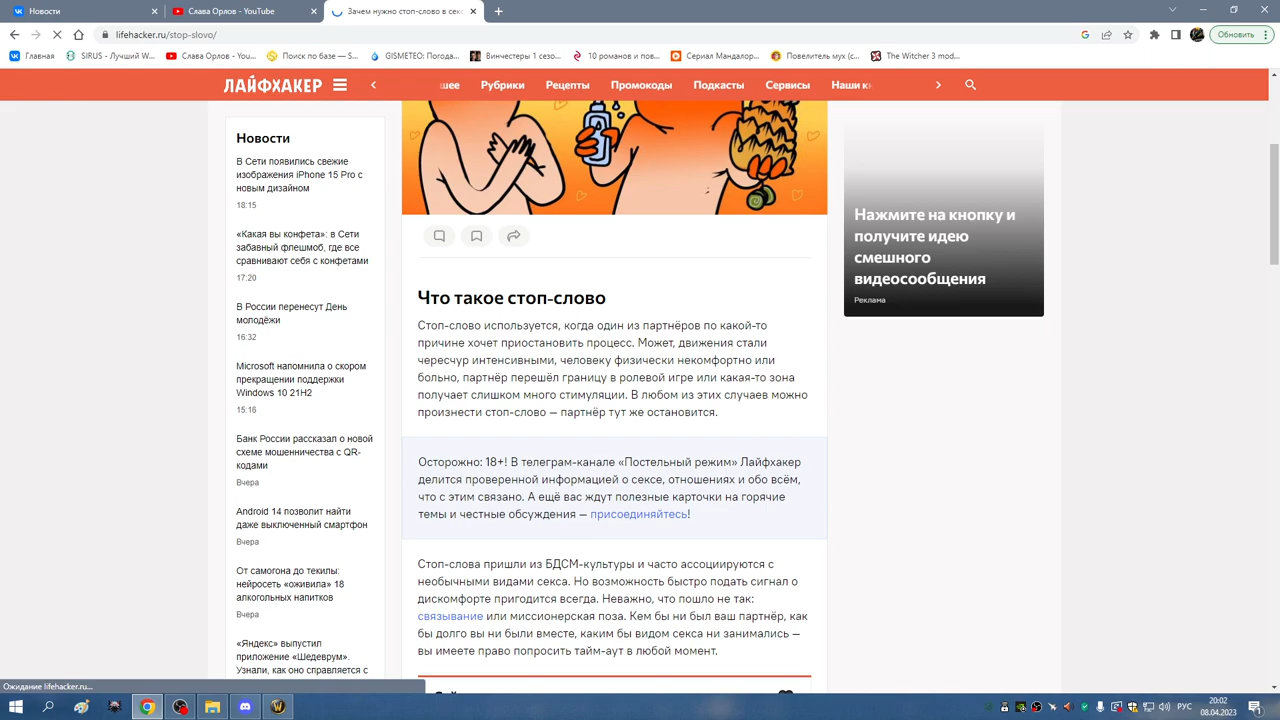 Новости
Слава Орлов - YouTube
Зачем нужно стоп-слово в секс
lifehacker.ru/stop-slovo/
Обновить
Главная
SIRUS - Лучший W...
Слава Орлов - You...
Поиск по базе — S...
GISMETEO: Погода...
Винчестеры 1 сезо...
10 романов и пов...
Сериал Мандалор...
Повелитель мух (с...
The Witcher 3 mod...
ЛАЙФХАКЕР
шее
Рубрики
Рецепты
Промокоды
Подкасты
Сервисы
Наши к
Новости
В Сети появились свежие
изображения iPhone 15 Pro с
новым дизайном
18:15
«Какая вы конфета»: в Сети
забавный флешмоб, где все
сравнивают себя с конфетами
17:20
В России перенесут День
молодёжи
16:32
Microsoft напомнила о скором
прекращении поддержки
Windows 10 21H2
15:16
Банк России рассказал о новой
схеме мошенничества с QR-
кодами
Вчера
Android 14 позволит найти
даже выключенный смартфон
Вчера
От самогона до текилы:
нейросеть «оживила» 18
алкогольных напитков
Вчера
«Яндекс» выпустил
приложение «Шедеврум».
Узнали, как оно справляется с
Что такое стоп-слово
Стоп-слово используется, когда один из партнёров по какой-то
причине хочет приостановить процесс. Может, движения стали
чересчур интенсивными, человеку физически некомфортно или
больно, партнёр перешёл границу в ролевой игре или какая-то зона
получает слишком много стимуляции. В любом из этих случаев можно
произнести стоп-слово — партнёр тут же остановится.
Осторожно: 18+! В телеграм-канале «Постельный режим» Лайфхакер
делится проверенной информацией о сексе, отношениях и обо всём,
что с этим связано. А ещё вас ждут полезные карточки на горячие
темы и честные обсуждения — присоединяйтесь!
Стоп-слова пришли из БДСМ-культуры и часто ассоциируются с
необычными видами секса. Но возможность быстро подать сигнал о
дискомфорте пригодится всегда. Неважно, что пошло не так:
связывание или миссионерская поза. Кем бы ни был ваш партнёр, как
бы долго вы ни были вместе, каким бы видом секса ни занимались —
вы имеете право попросить тайм-аут в любой момент.
Нажмите на кнопку и
получите идею
смешного
видеосообщения
Реклама
Ожидание lifehacker.ru...
РУС
20:02
08.04.2023